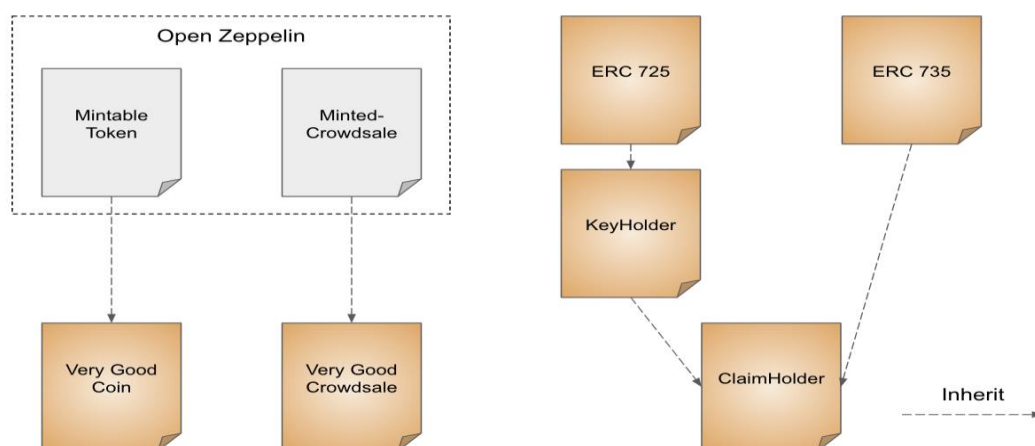 Open Zeppelin
Mintable
Token
Minted-
Crowdsale
ERC 725
ERC 735
KeyHolder
Very Good
Coin
Very Good
Crowdsale
ClaimHolder
Inherit